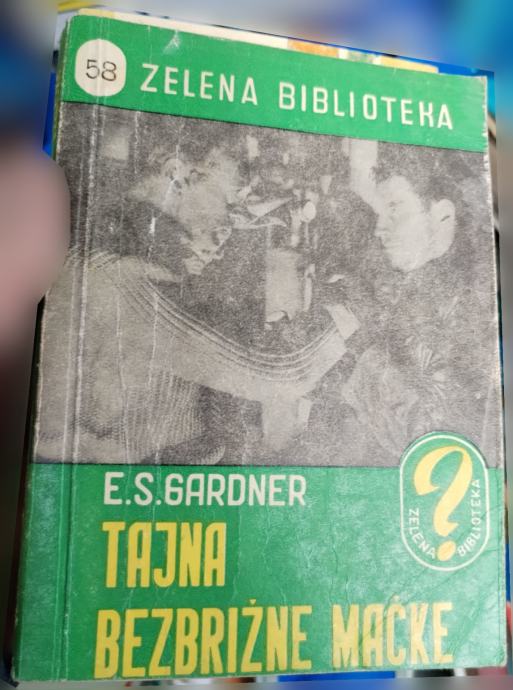 58 ZELENA BIBLIOTEKA
E.S.GARDNER
TAJNA
BEZBRIŽNE MAČKE
?
ZELENA BIBLIOTEKA